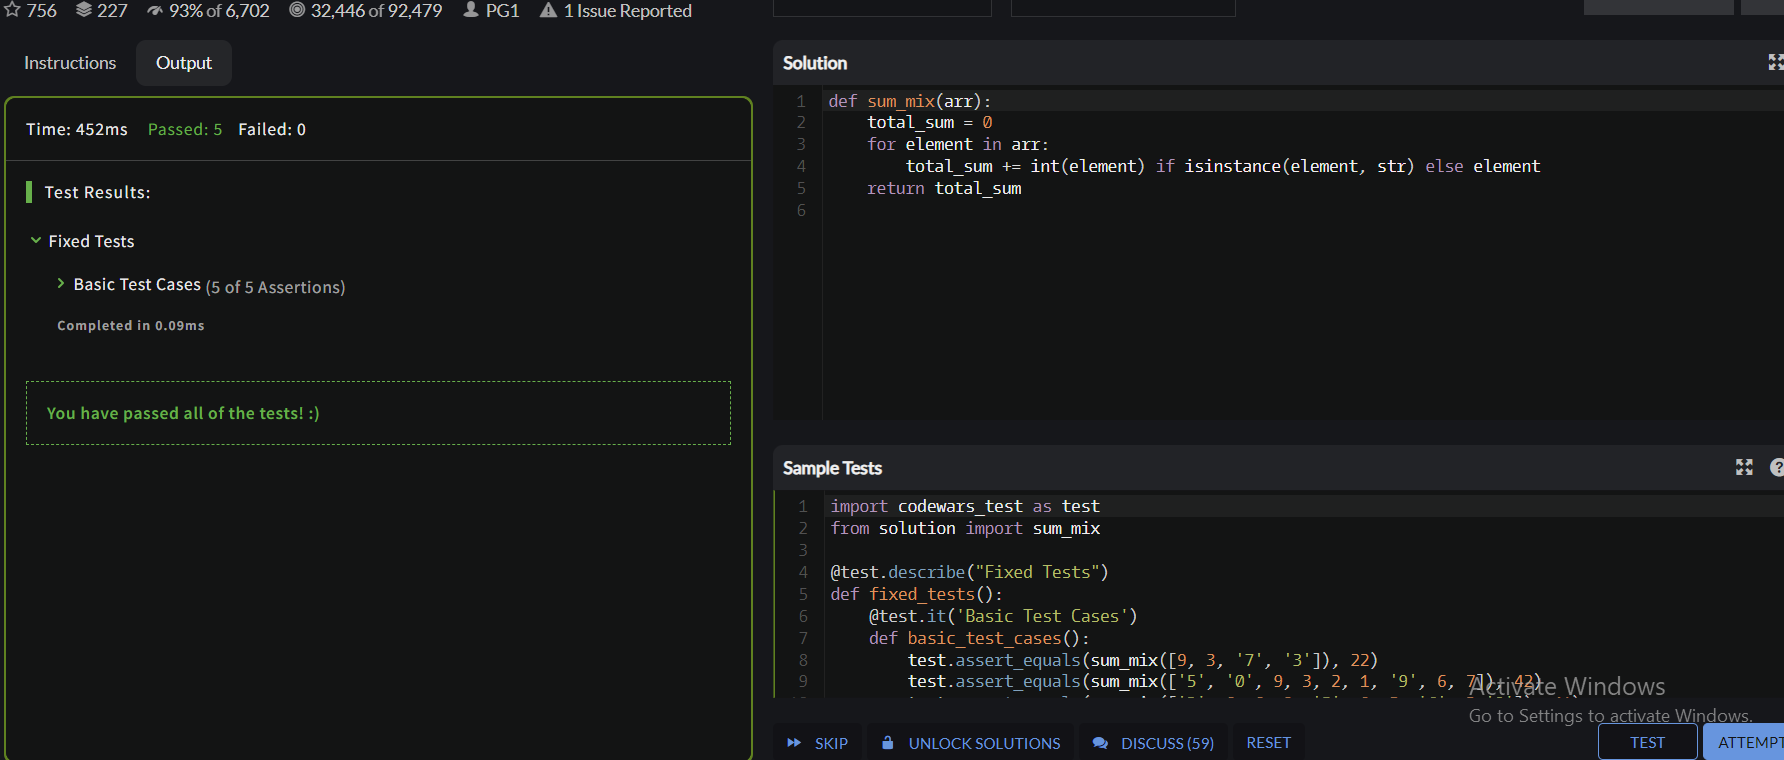 756 227 93% of 6,702 32,446 of 92,479 PG1 1 Issue Reported
Instructions Output
Time: 452ms Passed: 5 Failed: 0
Test Results:
Fixed Tests
Basic Test Cases (5 of 5 Assertions)
Completed in 0.09ms
You have passed all of the tests! :)
Solution
1 def sum_mix(arr):
2     total_sum = 0
3     for element in arr:
4         total_sum += int(element) if isinstance(element, str) else element
5     return total_sum
6
Sample Tests
1 import codewars_test as test
2 from solution import sum_mix
3
4 @test.describe("Fixed Tests")
5 def fixed_tests():
6     @test.it('Basic Test Cases')
7     def basic_test_cases():
8         test.assert_equals(sum_mix([9, 3, '7', '3']), 22)
9         test.assert_equals(sum_mix(['5', '0', 9, 3, 2, 1, '9', 6, 7]), 42)
Activate Windows
Go to Settings to activate Windows.
SKIP UNLOCK SOLUTIONS DISCUSS (59) RESET TEST ATTEMPT